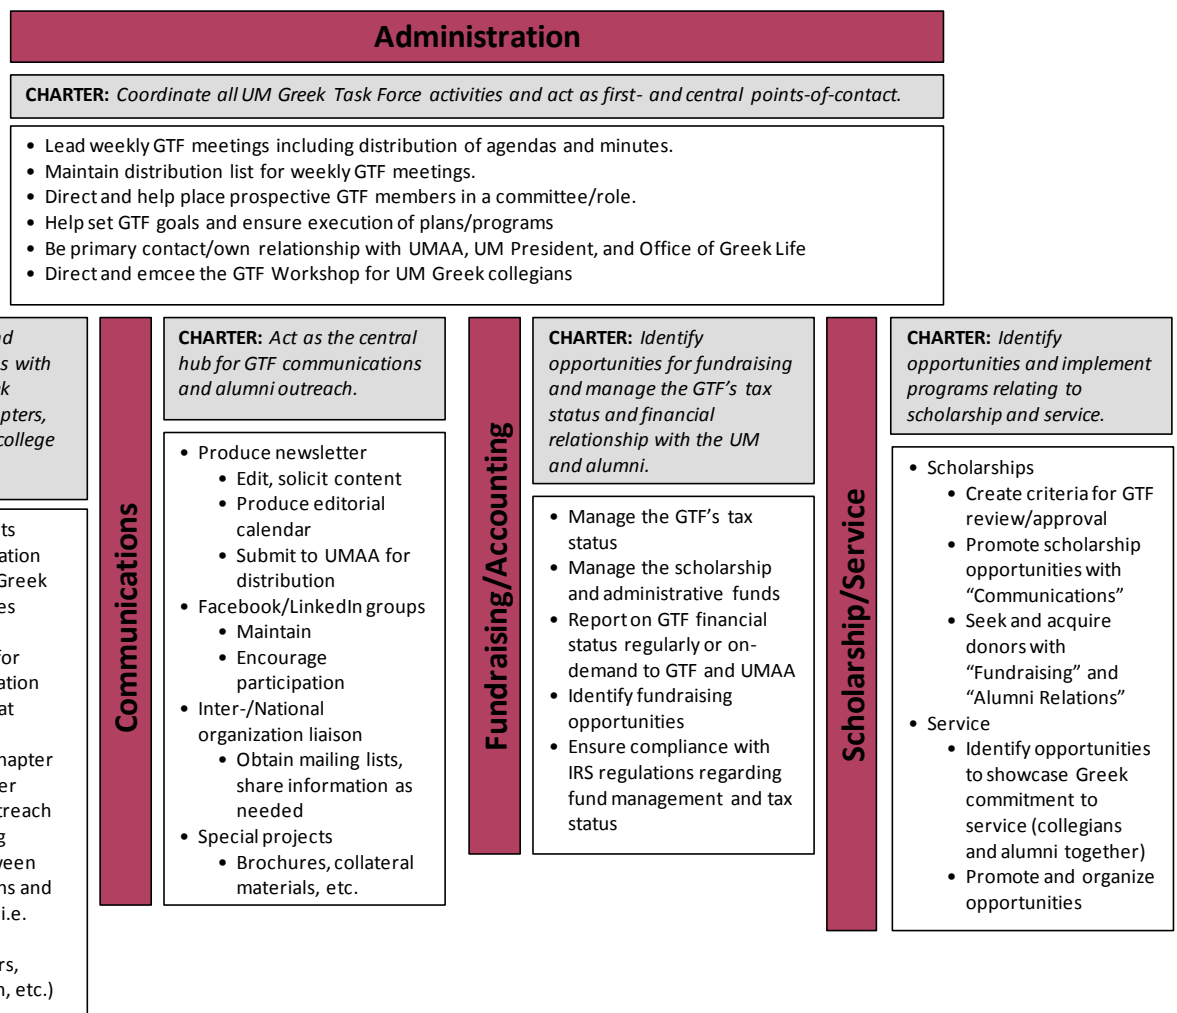 Administration
CHARTER: Coordinate all UM Greek Task Force activities and act as first- and central points-of-contact.
• Lead weekly GTF meetings including distribution of agendas and minutes.
• Maintain distribution list for weekly GTF meetings.
• Direct and help place prospective GTF members in a committee/role.
• Help set GTF goals and ensure execution of plans/programs
• Be primary contact/own relationship with UMAA, UM President, and Office of Greek Life
• Direct and emcee the GTF Workshop for UM Greek collegians
s with
college
Greek
for
at
i.e.
etc.)
Communications
CHARTER: Act as the central
hub for GTF communications
and alumni outreach.
• Produce newsletter
• Edit, solicit content
• Produce editorial
calendar
• Submit to UMAA for
distribution
• Facebook/LinkedIn groups
• Maintain
• Encourage
participation
• Inter-/National
organization liaison
• Obtain mailing lists,
share information as
needed
• Special projects
• Brochures, collateral
materials, etc.
Fundraising/Accounting
CHARTER: Identify
opportunities for fundraising
and manage the GTF’s tax
status and financial
relationship with the UM
and alumni.
• Manage the GTF’s tax
status
• Manage the scholarship
and administrative funds
• Report on GTF financial
status regularly or on-
demand to GTF and UMAA
• Identify fundraising
opportunities
• Ensure compliance with
IRS regulations regarding
fund management and tax
status
Scholarship/Service
CHARTER: Identify
opportunities and implement
programs relating to
scholarship and service.
• Scholarships
• Create criteria for GTF
review/approval
• Promote scholarship
opportunities with
“Communications”
• Seek and acquire
donors with
“Fundraising” and
“Alumni Relations”
• Service
• Identify opportunities
to showcase Greek
commitment to
service (collegians
and alumni together)
• Promote and organize
opportunities